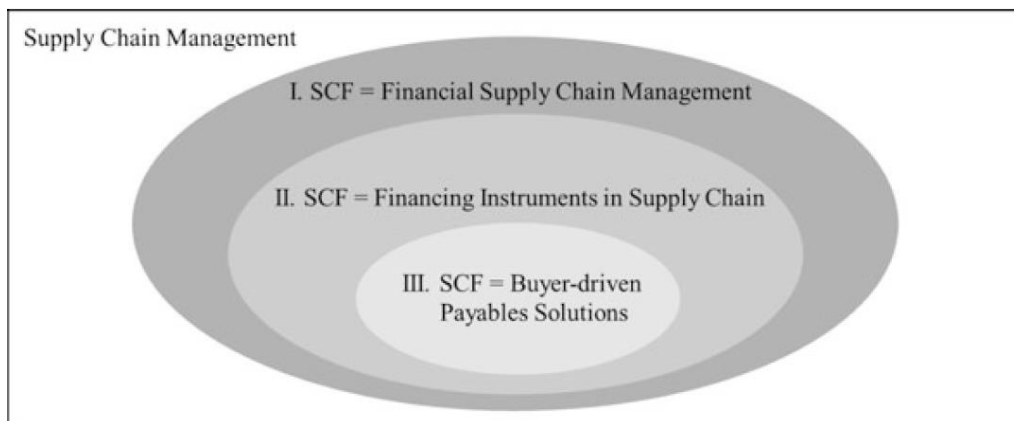 Supply Chain Management
I. SCF = Financial Supply Chain Management
II. SCF = Financing Instruments in Supply Chain
III. SCF = Buyer-driven
Payables Solutions